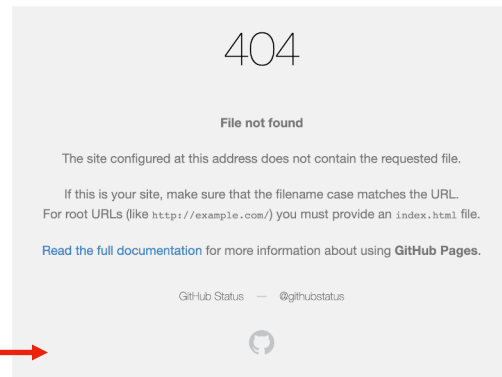 404
File not found
The site configured at this address does not contain the requested file.
If this is your site, make sure that the filename case matches the URL.
For root URLs (like http://example.com/) you must provide an index.html file.
Read the full documentation for more information about using GitHub Pages.
GitHub Status — @githubstatus